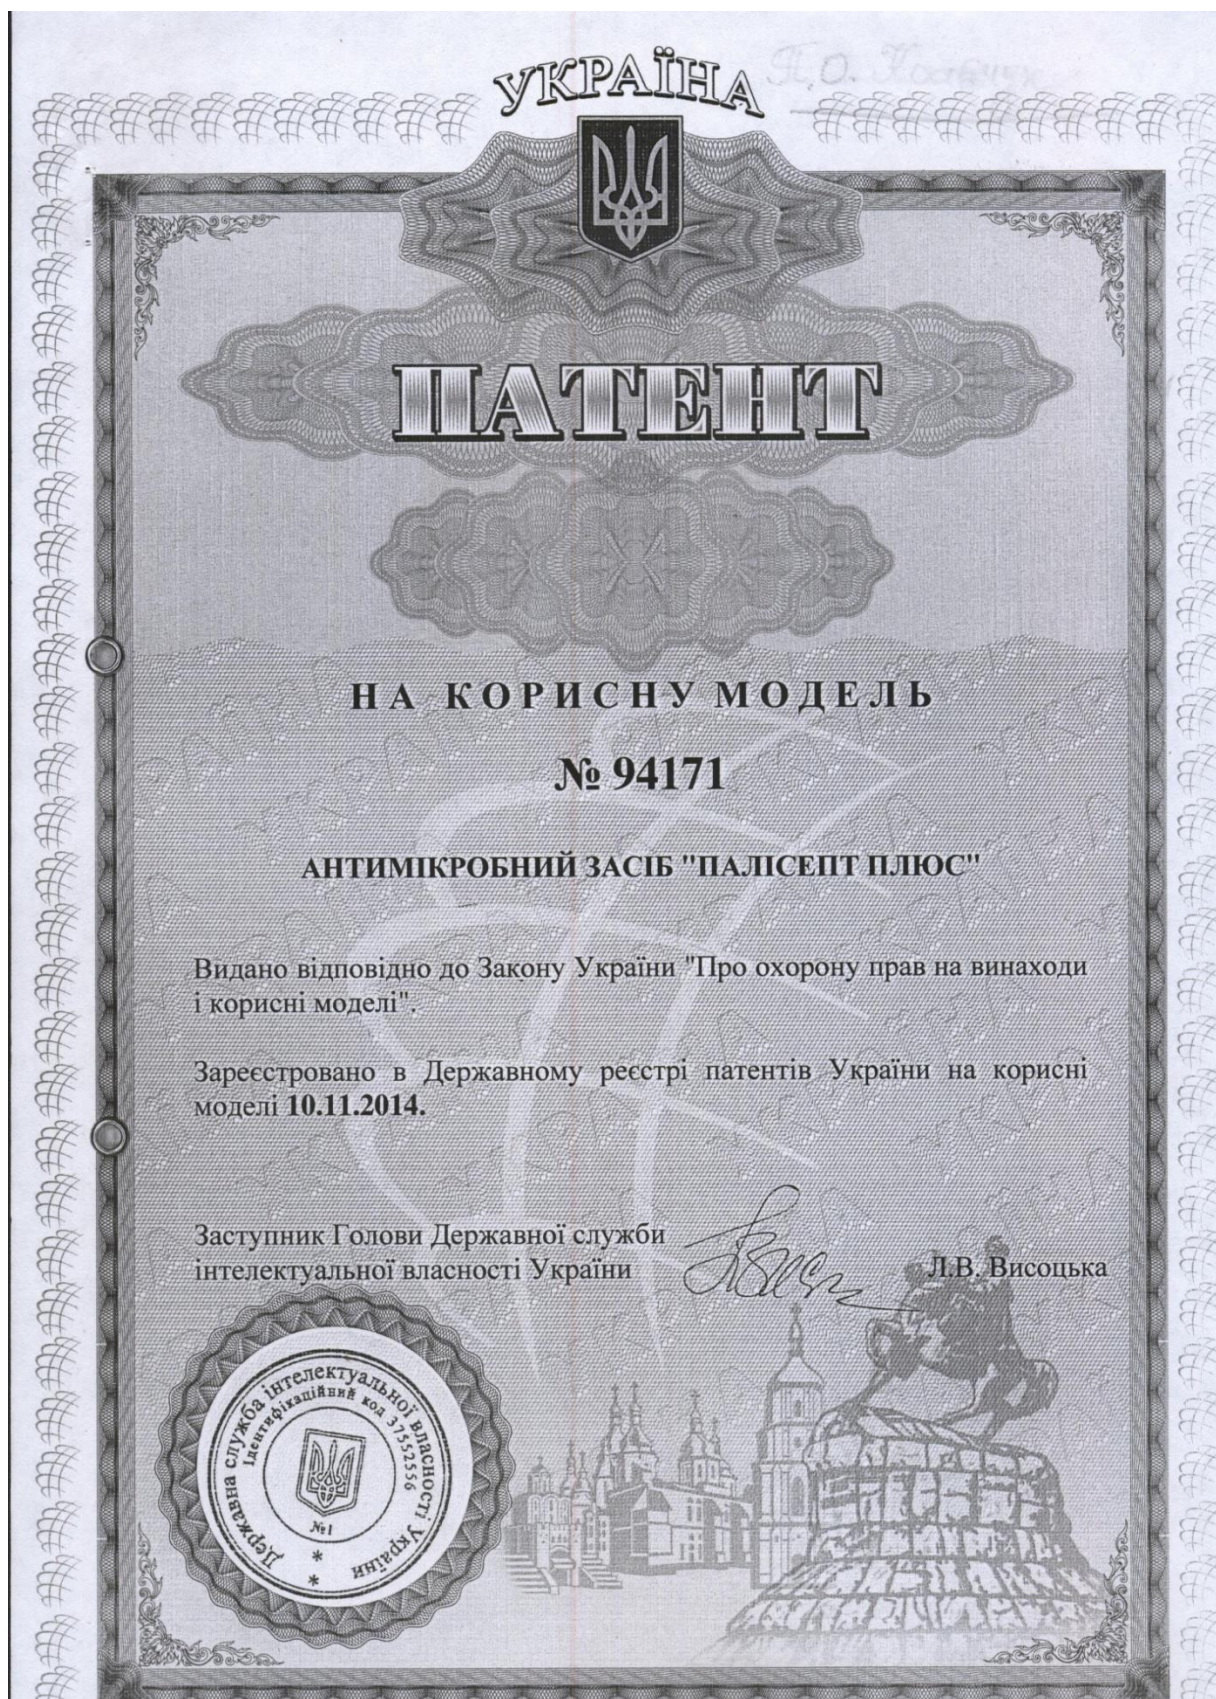 УКРАЇНА
ПАТЕНТ
НА КОРИСНУ МОДЕЛЬ
№ 94171
АНТИМІКРОБНИЙ ЗАСІБ "ПАЛІСЕПТ ПЛЮС"
Видано відповідно до Закону України "Про охорону прав на винаходи
і корисні моделі".
Зареєстровано в Державному реєстрі патентів України на корисні
моделі 10.11.2014.
Заступник Голови Державної служби
інтелектуальної власності України
Л.В. Висоцька
Державна служба інтелектуальної власності України
Ідентифікаційний код 37552556
№1